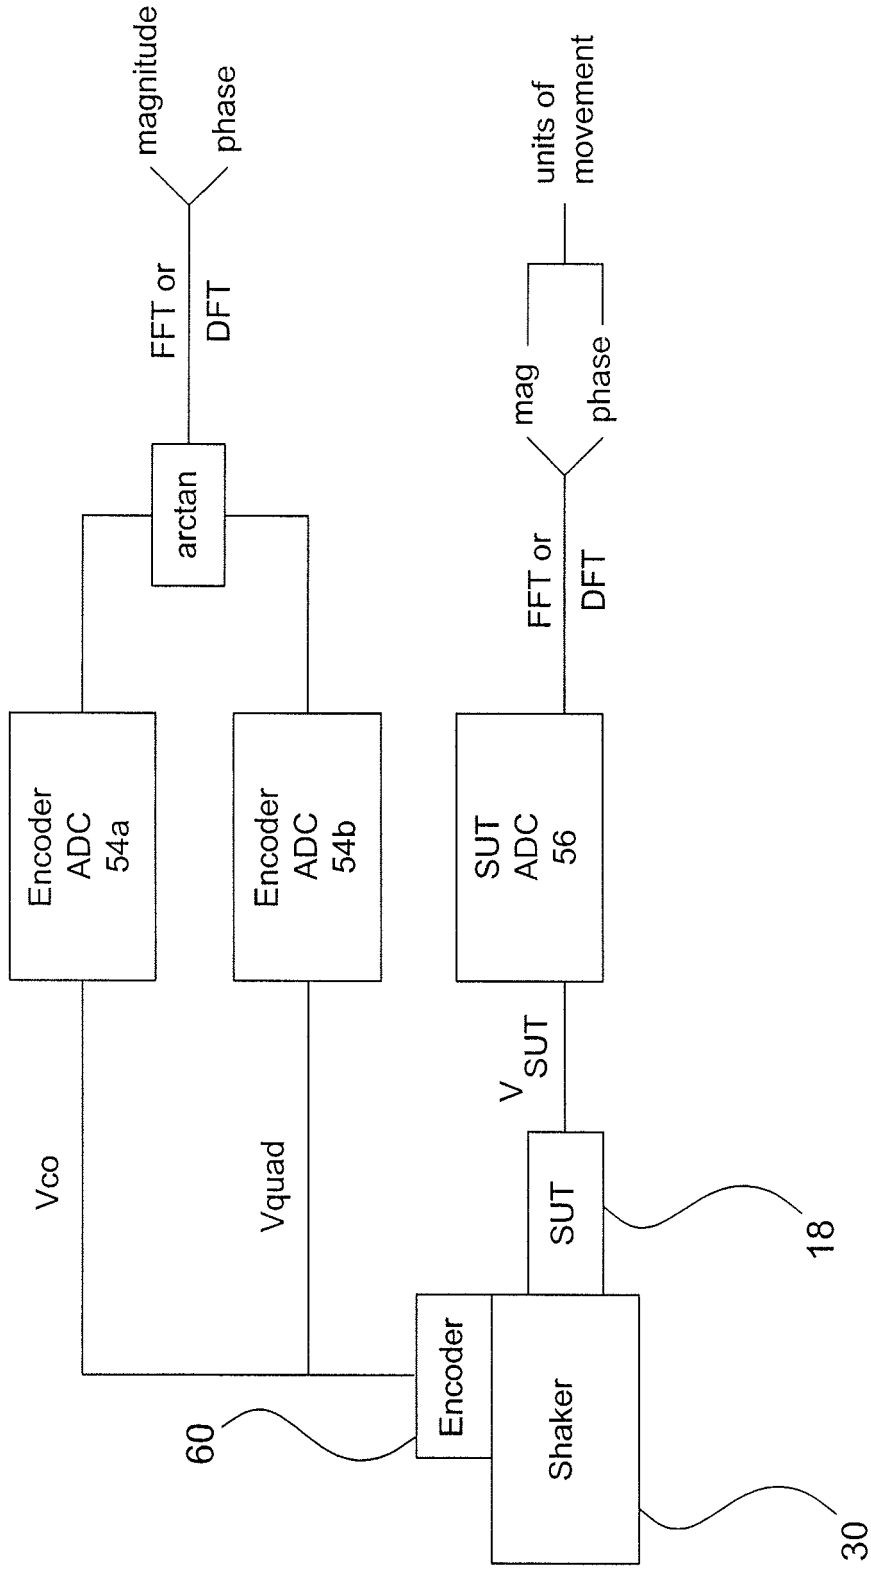 Vco
Encoder
ADC
54a
Vquad
Encoder
ADC
54b
arctan
FFT or
DFT
magnitude
phase
60
Encoder
Shaker
30
SUT
18
V
SUT
SUT
ADC
56
FFT or
DFT
mag
phase
units of
movement